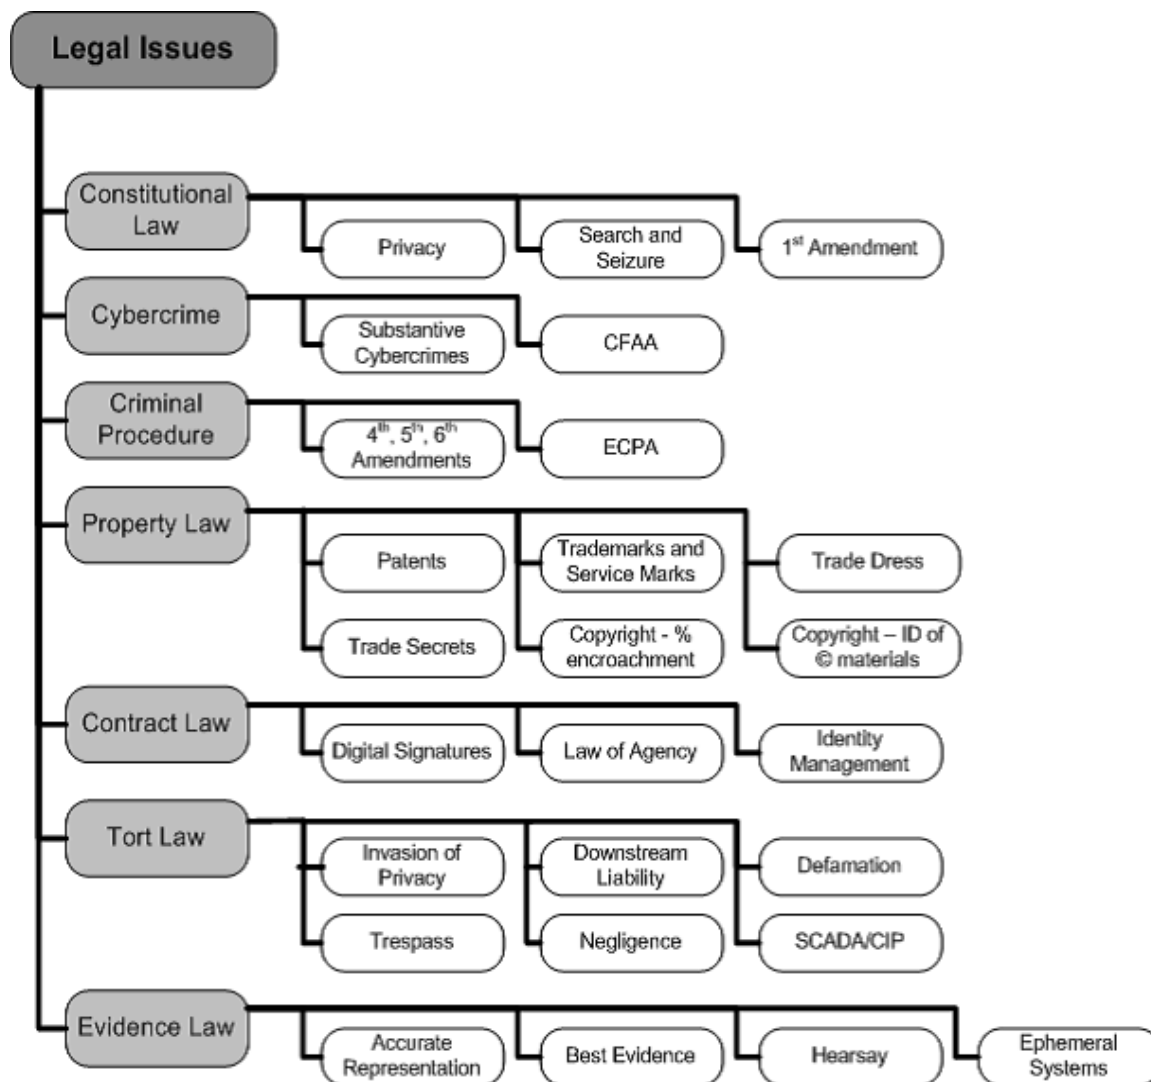 Legal Issues
Constitutional
Law
Privacy
Search and
Seizure
1st Amendment
Cybercrime
Substantive
Cybercrimes
CFAA
Criminal
Procedure
4th, 5th, 6th
Amendments
ECPA
Property Law
Patents
Trademarks and
Service Marks
Trade Dress
Trade Secrets
Copyright - %
encroachment
Copyright – ID of
© materials
Contract Law
Digital Signatures
Law of Agency
Identity
Management
Tort Law
Invasion of
Privacy
Downstream
Liability
Defamation
Trespass
Negligence
SCADA/CIP
Evidence Law
Accurate
Representation
Best Evidence
Hearsay
Ephemeral
Systems